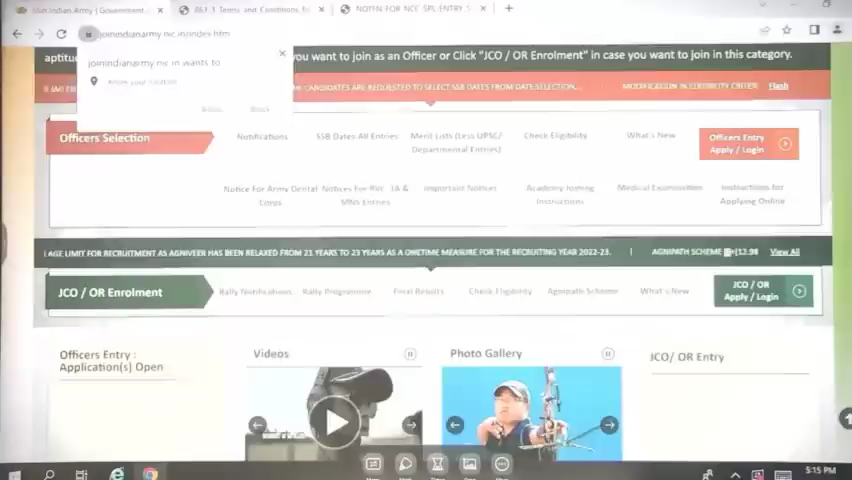 Join Indian Army | Government
861_1_Terms and Conditions fo
NOTFN FOR NCC SPL ENTRY S
joinindianarmy.nic.in/index.htm
joinindianarmy.nic.in wants to
Know your location
Block
aptitu
you want to join as an Officer or Click "JCO / OR Enrolment" in case you want to join in this category.
CANDIDATES ARE REQUESTED TO SELECT SSB DATES FROM DATE SELECTION...
MODIFICATION IN ELIGIBILITY CRITER
Flash
Officers Selection
Notifications
SSB Dates All Entries
Merit Lists (Less UPSC/
Departmental Entries)
Check Eligibility
What's New
Officers Entry
Apply / Login
Notice For Army Dental
Corps
Notices For RVC, TA &
MNS Entries
Important Notices
Academy Joining
Instructions
Medical Examination
Instructions for
Applying Online
AGE LIMIT FOR RECRUITMENT AS AGNIVEER HAS BEEN RELAXED FROM 21 YEARS TO 23 YEARS AS A ONETIME MEASURE FOR THE RECRUITING YEAR 2022-23.
AGNIPATH SCHEME
(12.98
View All
JCO / OR Enrolment
Rally Notifications
Rally Programme
Final Results
Check Eligibility
Agnipath Scheme
What's New
JCO / OR
Apply / Login
Officers Entry :
Application(s) Open
Videos
Photo Gallery
JCO/ OR Entry
5:15 PM